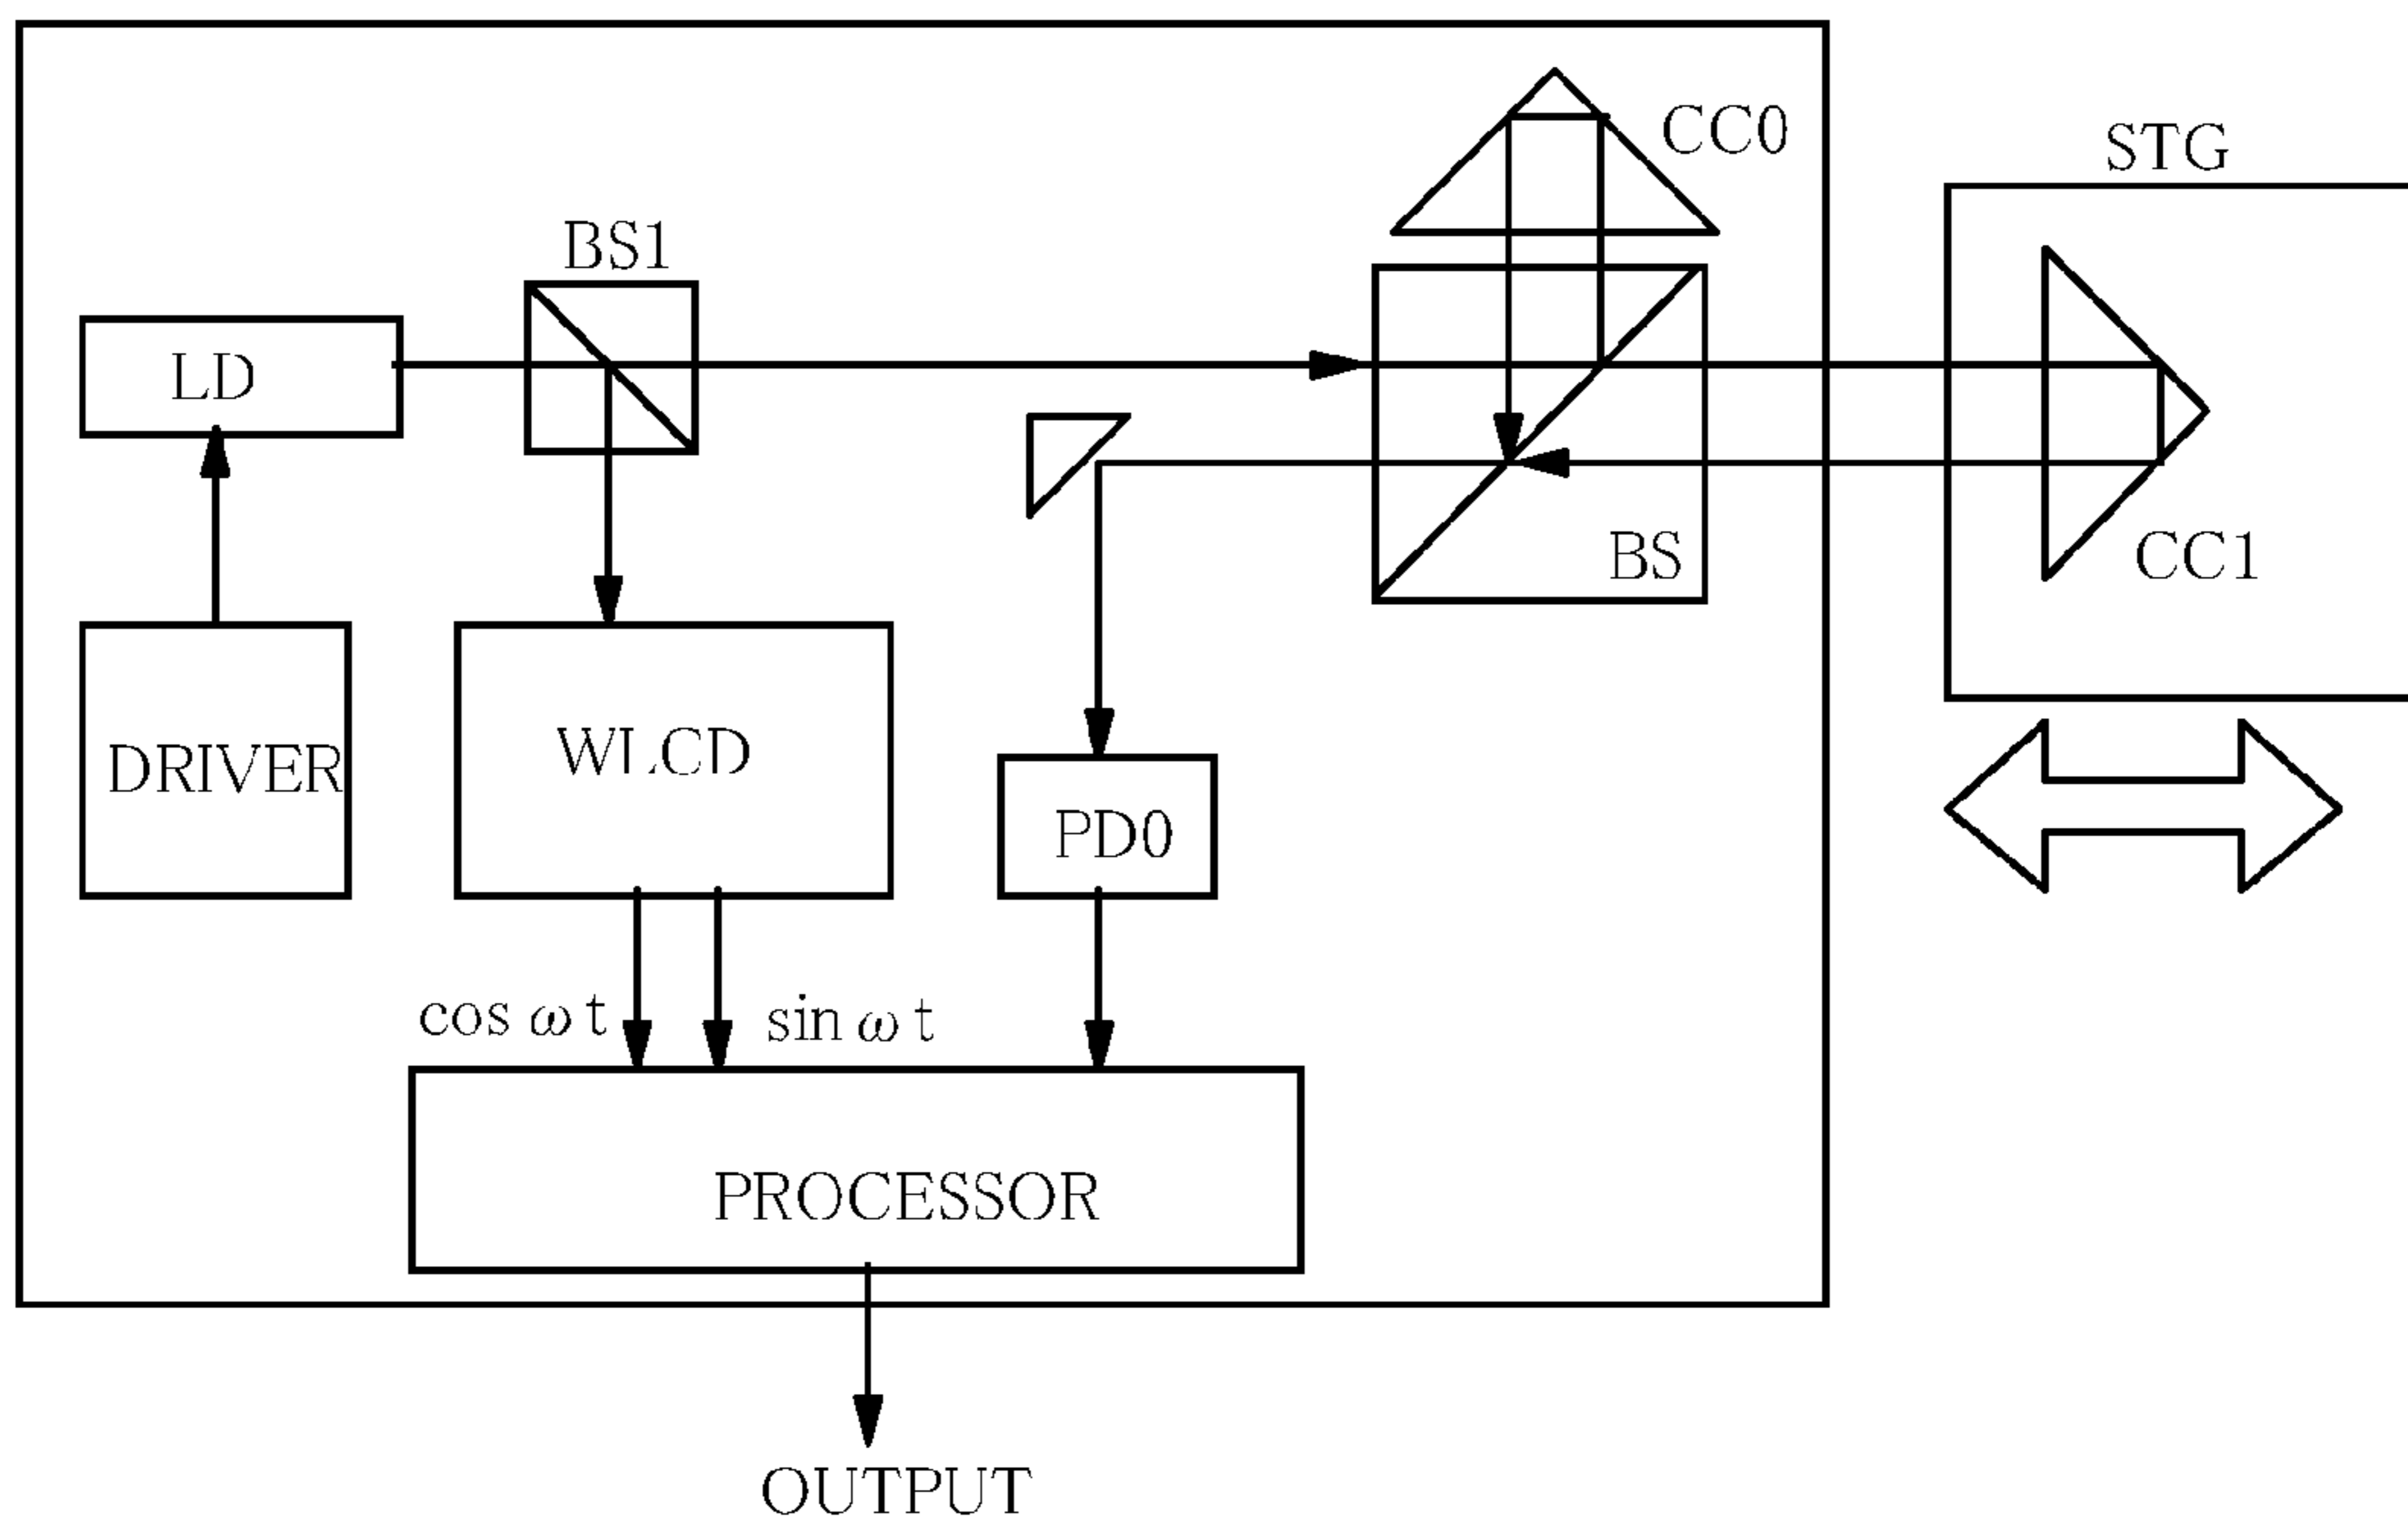 CC0
STG
BS1
LD
BS
CC1
DRIVER
WLCD
PD0
cos ω t
sin ω t
PROCESSOR
OUTPUT